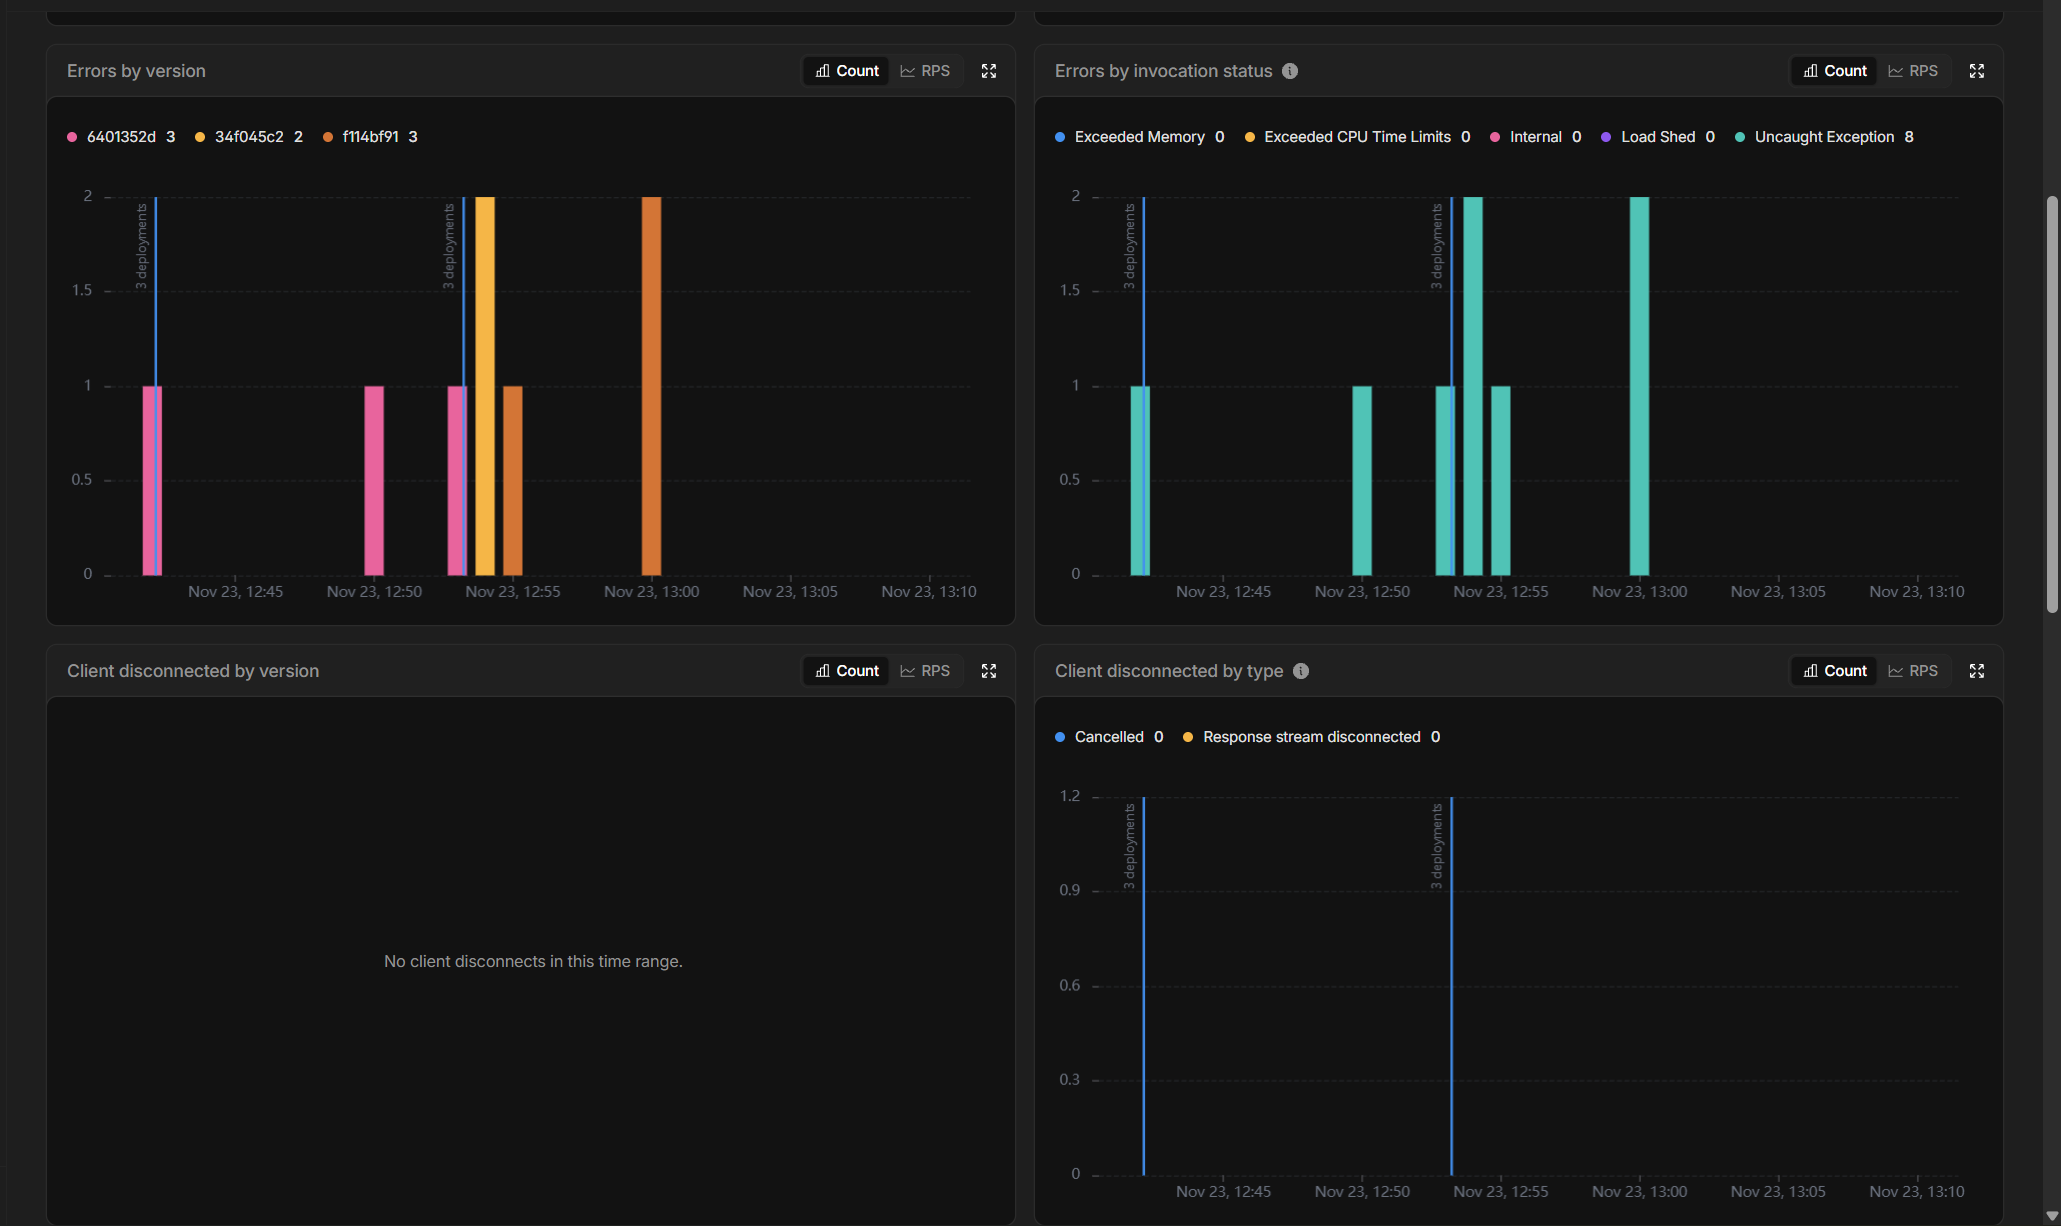 Errors by version
Count RPS
6401352d 3 34f045c2 2 f114bf91 3
2
1.5
1
0.5
0
3 deployments
3 deployments
Nov 23, 12:45 Nov 23, 12:50 Nov 23, 12:55 Nov 23, 13:00 Nov 23, 13:05 Nov 23, 13:10
Errors by invocation status
Count RPS
Exceeded Memory 0 Exceeded CPU Time Limits 0 Internal 0 Load Shed 0 Uncaught Exception 8
2
1.5
1
0.5
0
3 deployments
3 deployments
Nov 23, 12:45 Nov 23, 12:50 Nov 23, 12:55 Nov 23, 13:00 Nov 23, 13:05 Nov 23, 13:10
Client disconnected by version
Count RPS
No client disconnects in this time range.
Client disconnected by type
Count RPS
Cancelled 0 Response stream disconnected 0
1.2
0.9
0.6
0.3
0
3 deployments
3 deployments
Nov 23, 12:45 Nov 23, 12:50 Nov 23, 12:55 Nov 23, 13:00 Nov 23, 13:05 Nov 23, 13:10